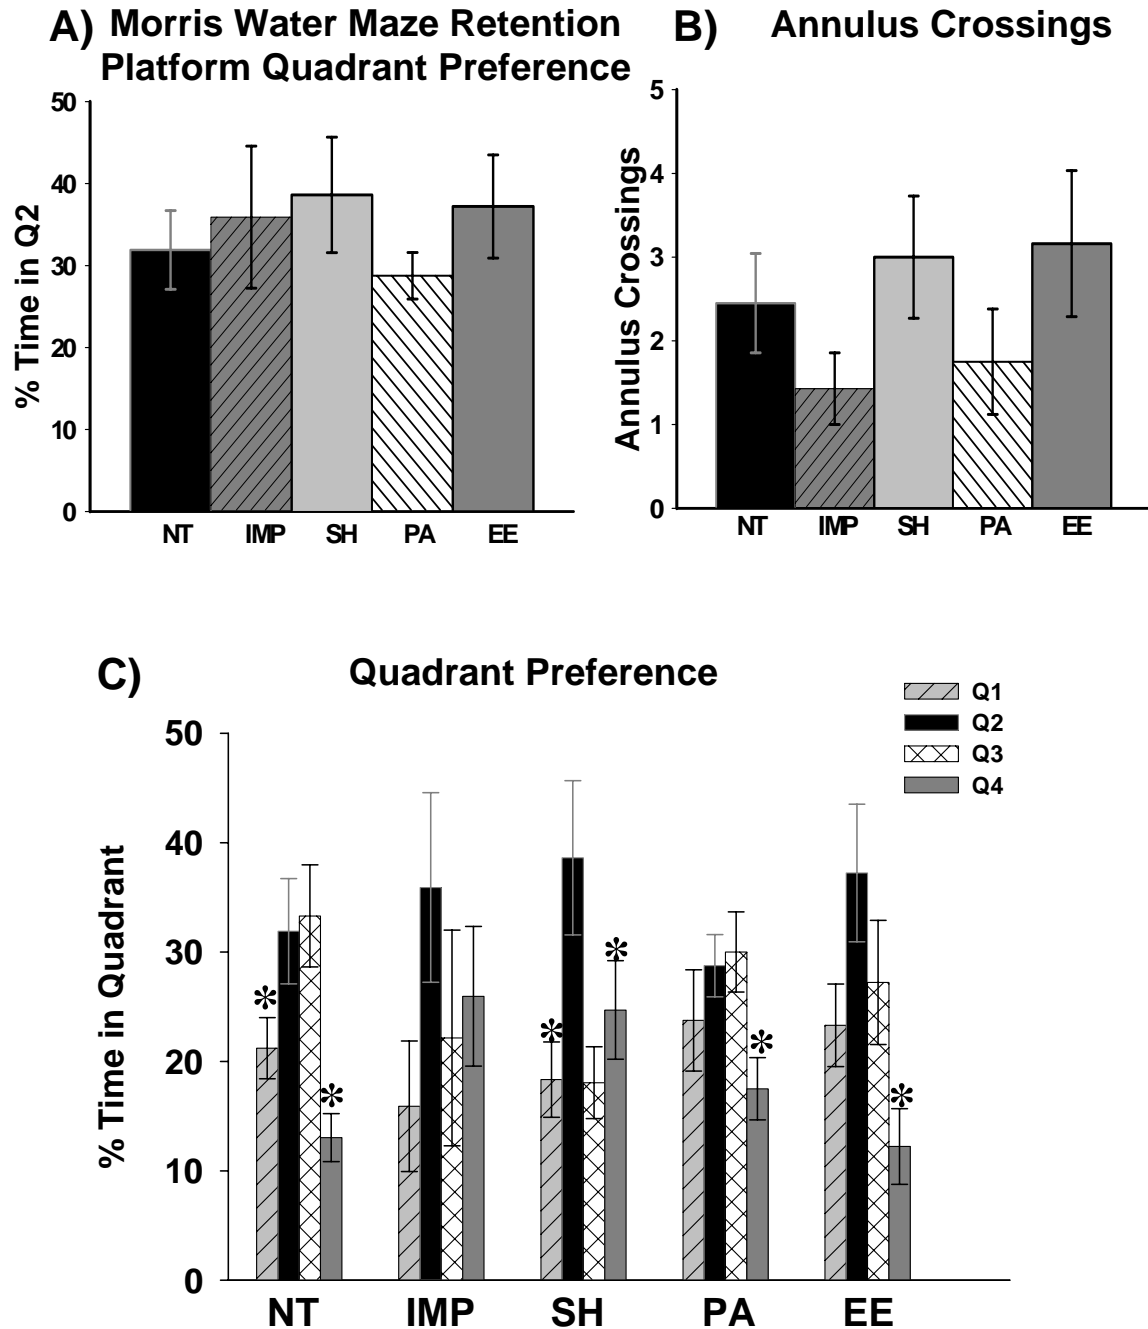 A) Morris Water Maze Retention
Platform Quadrant Preference
50
40
30
20
10
0
% Time in Q2
NT IMP SH PA EE
B) Annulus Crossings
5
4
3
2
1
0
Annulus Crossings
NT IMP SH PA EE
C) Quadrant Preference
Q1
Q2
Q3
Q4
50
40
30
20
10
0
% Time in Quadrant
* * * * * *
NT IMP SH PA EE